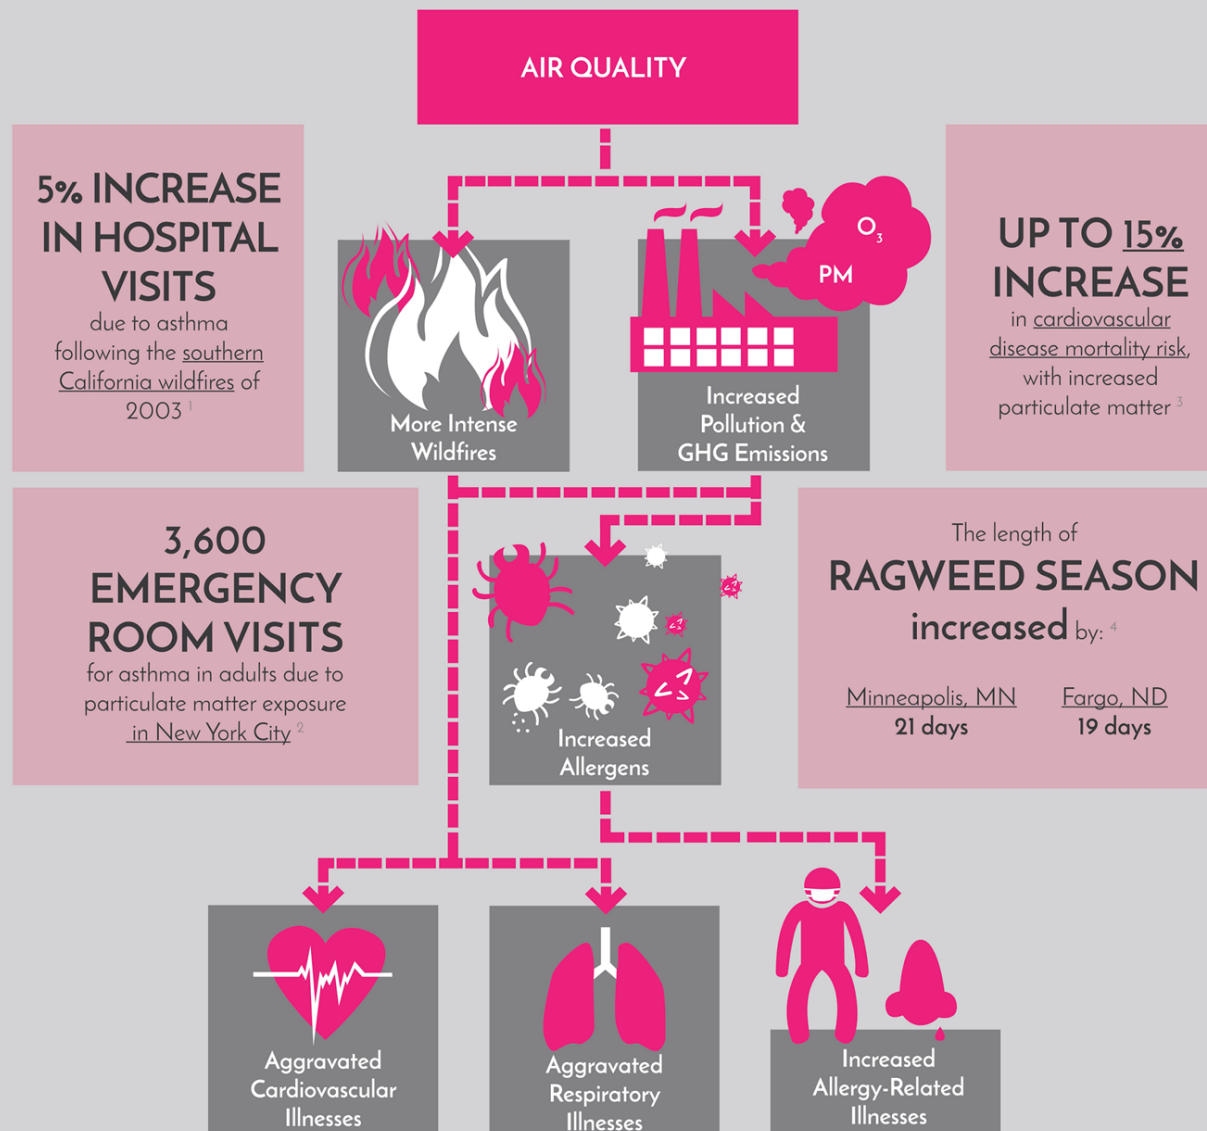 AIR QUALITY
5% INCREASE
IN HOSPITAL
VISITS
due to asthma
following the southern
California wildfires of
2003 1
O3
PM
More Intense
Wildfires
Increased
Pollution &
GHG Emissions
UP TO 15%
INCREASE
in cardiovascular
disease mortality risk,
with increased
particulate matter 3
3,600
EMERGENCY
ROOM VISITS
for asthma in adults due to
particulate matter exposure
in New York City 2
Increased
Allergens
The length of
RAGWEED SEASON
increased by: 4
Minneapolis, MN
21 days
Fargo, ND
19 days
Aggravated
Cardiovascular
Illnesses
Aggravated
Respiratory
Illnesses
Increased
Allergy-Related
Illnesses